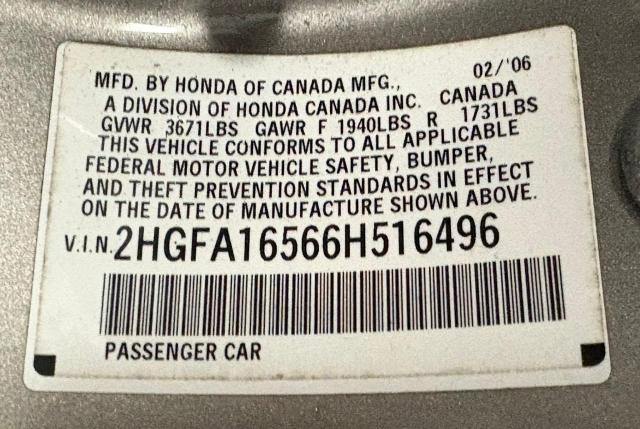 MFD. BY HONDA OF CANADA MFG., 02/'06
A DIVISION OF HONDA CANADA INC. CANADA
GVWR 3671LBS GAWR F 1940LBS R 1731LBS
THIS VEHICLE CONFORMS TO ALL APPLICABLE
FEDERAL MOTOR VEHICLE SAFETY, BUMPER,
AND THEFT PREVENTION STANDARDS IN EFFECT
ON THE DATE OF MANUFACTURE SHOWN ABOVE.
V.I.N. 2HGFA16566H516496
PASSENGER CAR